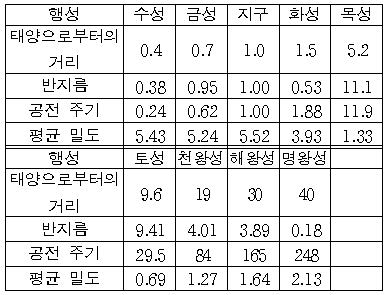 행성 수성 금성 지구 화성 목성
태양으로부터의
거리 0.4 0.7 1.0 1.5 5.2
반지름 0.38 0.95 1.00 0.53 11.1
공전 주기 0.24 0.62 1.00 1.88 11.9
평균 밀도 5.43 5.24 5.52 3.93 1.33
행성 토성 천왕성 해왕성 명왕성
태양으로부터의
거리 9.6 19 30 40
반지름 9.41 4.01 3.89 0.18
공전 주기 29.5 84 165 248
평균 밀도 0.69 1.27 1.64 2.13